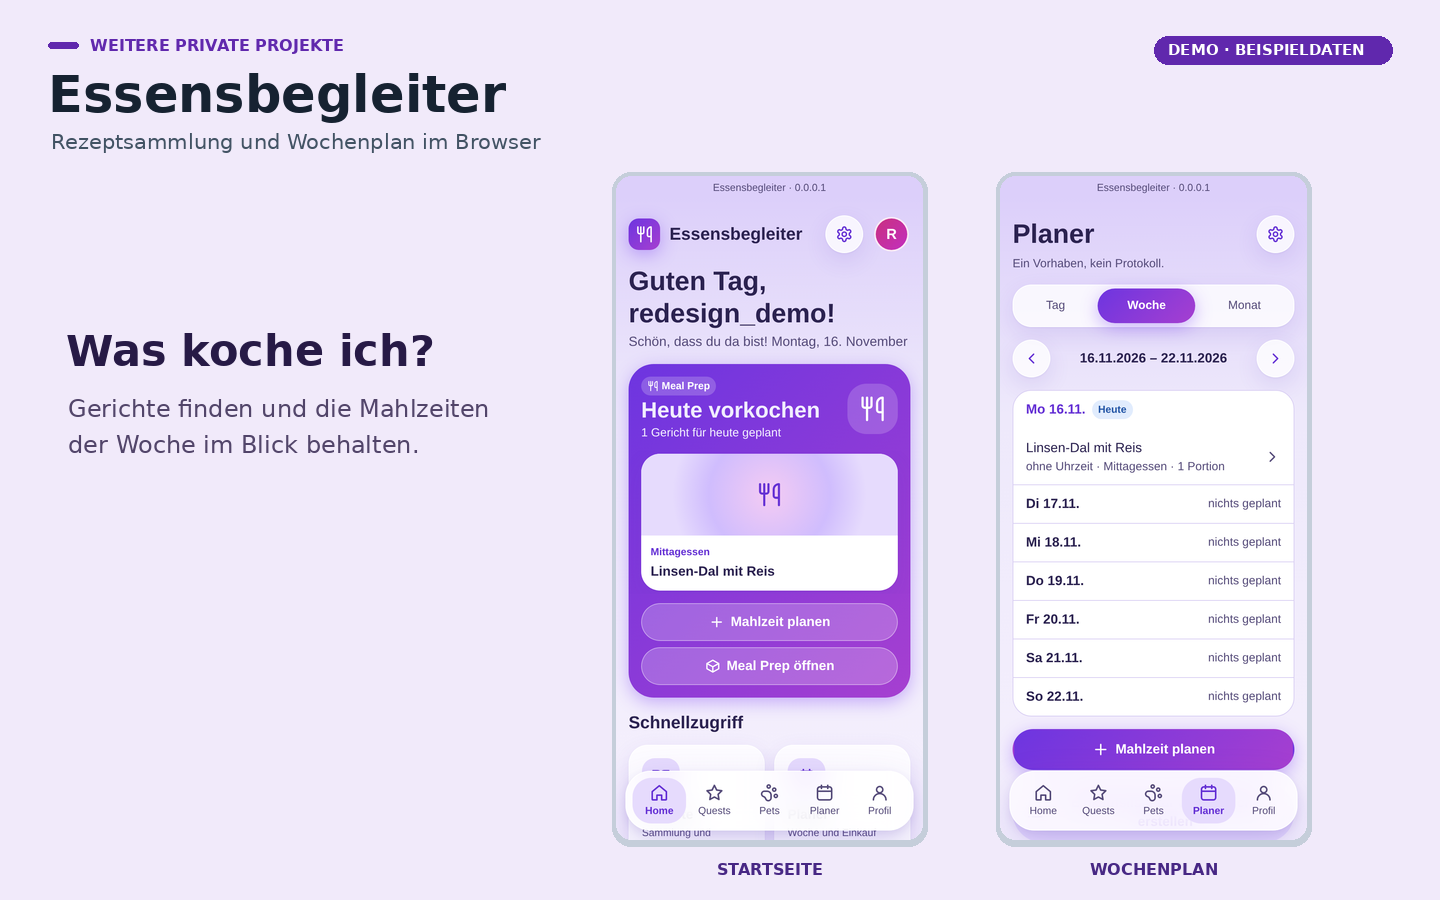 WEITERE PRIVATE PROJEKTE
DEMO · BEISPIELDATEN
Essensbegleiter
Rezeptsammlung und Wochenplan im Browser
Was koche ich?
Gerichte finden und die Mahlzeiten
der Woche im Blick behalten.
Essensbegleiter · 0.0.0.1
Essensbegleiter
R
Guten Tag,
redesign_demo!
Schön, dass du da bist! Montag, 16. November
Meal Prep
Heute vorkochen
1 Gericht für heute geplant
Mittagessen
Linsen-Dal mit Reis
Mahlzeit planen
Meal Prep öffnen
Schnellzugriff
Home
Quests
Pets
Planer
Profil
Sammlung und
Woche und Einkauf
STARTSEITE
Essensbegleiter · 0.0.0.1
Planer
Ein Vorhaben, kein Protokoll.
Tag
Woche
Monat
16.11.2026 – 22.11.2026
Mo 16.11. Heute
Linsen-Dal mit Reis
ohne Uhrzeit · Mittagessen · 1 Portion
Di 17.11. nichts geplant
Mi 18.11. nichts geplant
Do 19.11. nichts geplant
Fr 20.11. nichts geplant
Sa 21.11. nichts geplant
So 22.11. nichts geplant
Mahlzeit planen
Home
Quests
Pets
Planer
Profil
WOCHENPLAN